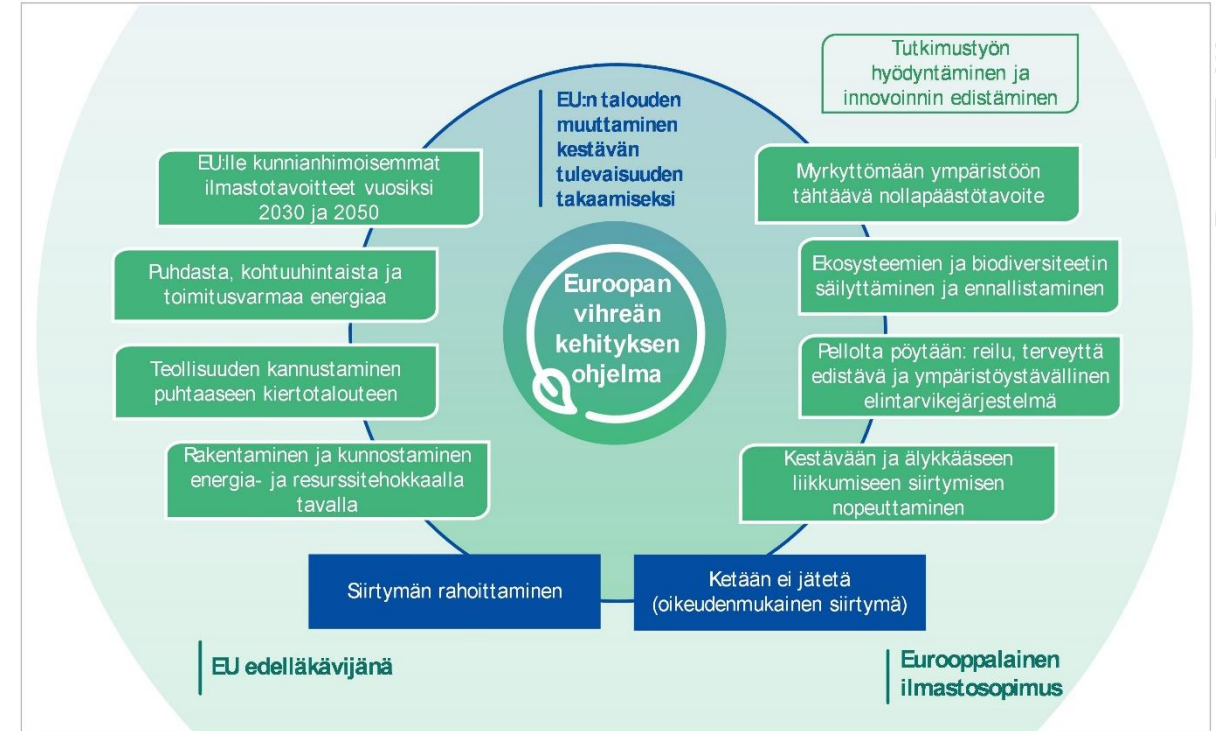 Tutkimustyön
hyödyntäminen ja
innovoinnin edistäminen
EU:n talouden
muuttaminen
kestävän
tulevaisuuden
takaamiseksi
EU:lle kunnianhimoisemmat
ilmastotavoitteet vuosiksi
2030 ja 2050
Puhdasta, kohtuuhintaista ja
toimitusvarmaa energiaa
Teollisuuden kannustaminen
puhtaaseen kiertotalouteen
Rakentaminen ja kunnostaminen
energia- ja resurssitehokkaalla
tavalla
Euroopan
vihreän
kehityksen
ohjelma
Myrkyttömään ympäristöön
tähtäävä nollapäästötavoite
Ekosysteemien ja biodiversiteetin
säilyttäminen ja ennallistaminen
Pellolta pöytään: reilu, terveyttä
edistävä ja ympäristöystävällinen
elintarvikejärjestelmä
Kestävään ja älykkääseen
liikkumiseen siirtymisen
nopeuttaminen
Siirtymän rahoittaminen
Ketään ei jätetä
(oikeudenmukainen siirtymä)
EU edelläkävijänä
Eurooppalainen
ilmastosopimus